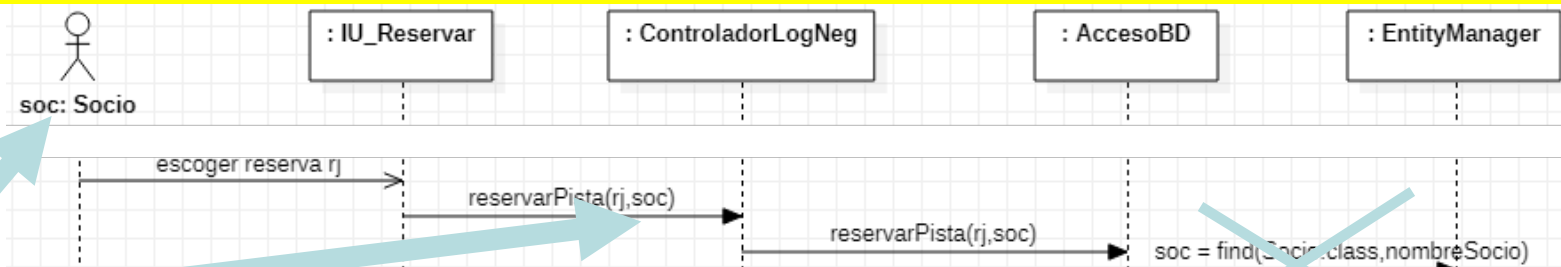 : IU_Reservar
: ControladorLogNeg
: AccesoBD
: EntityManager
soc: Socio
escoger reserva rj
reservarPista(rj,soc)
reservarPista(rj,soc)
soc = find(Socio.class,nombreSocio)